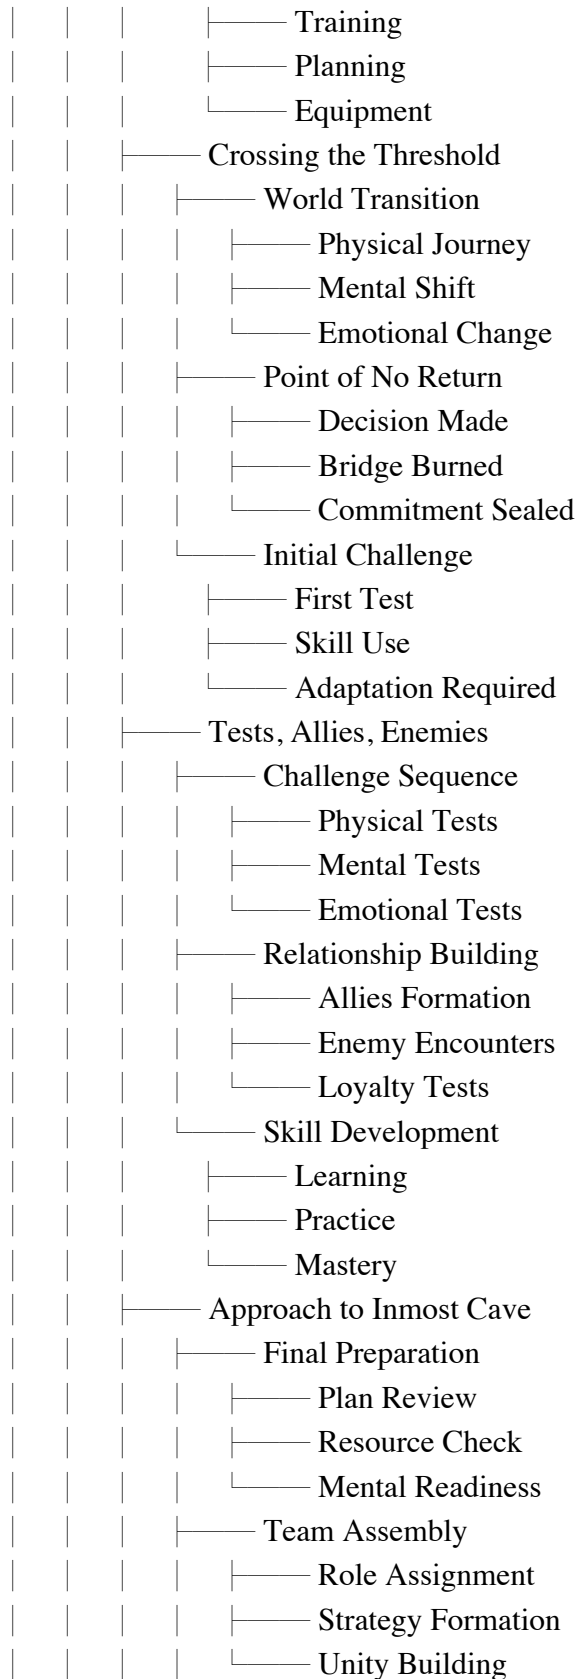 Training
Planning
Equipment
Crossing the Threshold
World Transition
Physical Journey
Mental Shift
Emotional Change
Point of No Return
Decision Made
Bridge Burned
Commitment Sealed
Initial Challenge
First Test
Skill Use
Adaptation Required
Tests, Allies, Enemies
Challenge Sequence
Physical Tests
Mental Tests
Emotional Tests
Relationship Building
Allies Formation
Enemy Encounters
Loyalty Tests
Skill Development
Learning
Practice
Mastery
Approach to Inmost Cave
Final Preparation
Plan Review
Resource Check
Mental Readiness
Team Assembly
Role Assignment
Strategy Formation
Unity Building